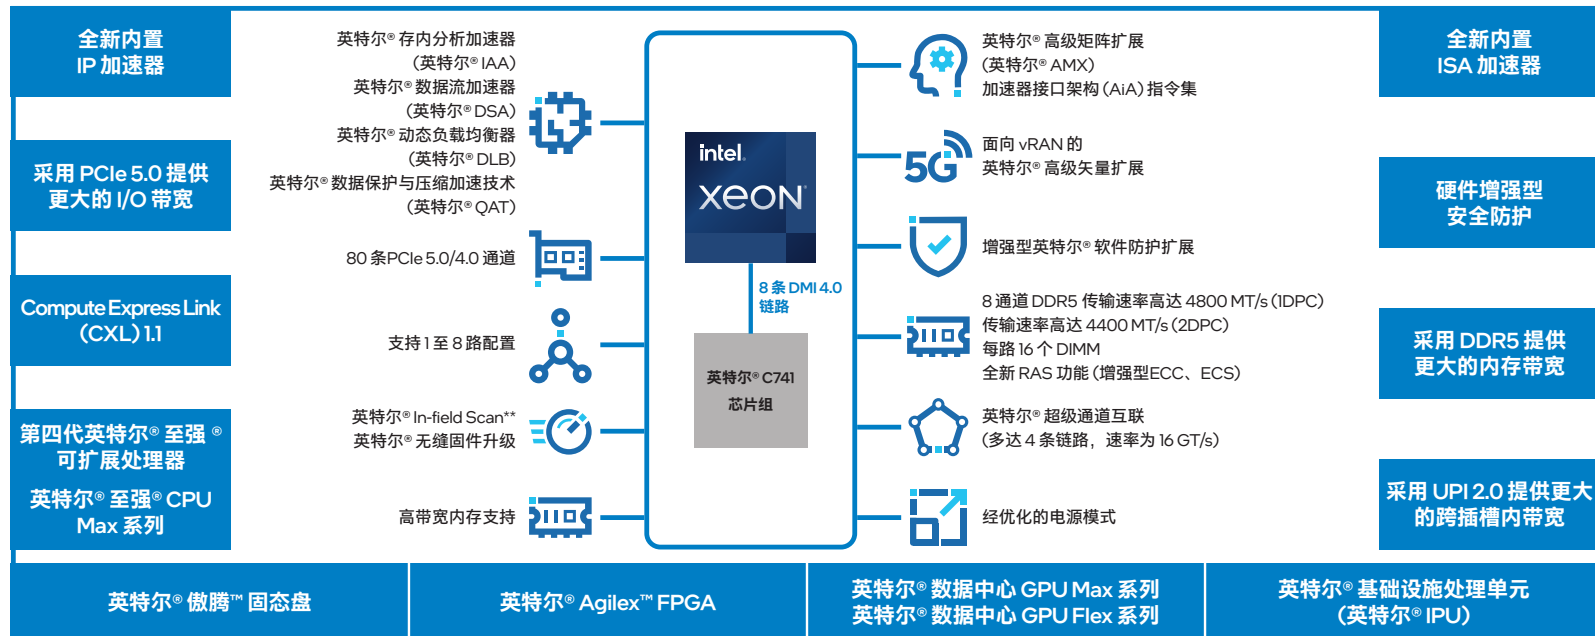 全新内置
IP 加速器
采用 PCIe 5.0 提供
更大的 I/O 带宽
Compute Express Link
(CXL) 1.1
第四代英特尔® 至强®
可扩展处理器
英特尔® 至强® CPU
Max 系列
英特尔® 存内分析加速器
(英特尔® IAA)
英特尔® 数据流加速器
(英特尔® DSA)
英特尔® 动态负载均衡器
(英特尔® DLB)
英特尔® 数据保护与压缩加速技术
(英特尔® QAT)
80 条PCIe 5.0/4.0 通道
支持 1 至 8 路配置
英特尔® In-field Scan**
英特尔® 无缝固件升级
高带宽内存支持
intel.
xeon
8 条 DMI 4.0
链路
英特尔® C741
芯片组
英特尔® 高级矩阵扩展
(英特尔® AMX)
加速器接口架构 (AiA) 指令集
5G
面向 vRAN 的
英特尔® 高级矢量扩展
增强型英特尔® 软件防护扩展
8 通道 DDR5 传输速率高达 4800 MT/s (1DPC)
传输速率高达 4400 MT/s (2DPC)
每路 16 个 DIMM
全新 RAS 功能 (增强型ECC、ECS)
英特尔® 超级通道互联
(多达 4 条链路，速率为 16 GT/s)
经优化的电源模式
全新内置
ISA 加速器
硬件增强型
安全防护
采用 DDR5 提供
更大的内存带宽
采用 UPI 2.0 提供更大
的跨插槽内带宽
英特尔® 傲腾™ 固态盘
英特尔® Agilex™ FPGA
英特尔® 数据中心 GPU Max 系列
英特尔® 数据中心 GPU Flex 系列
英特尔® 基础设施处理单元
（英特尔® IPU）